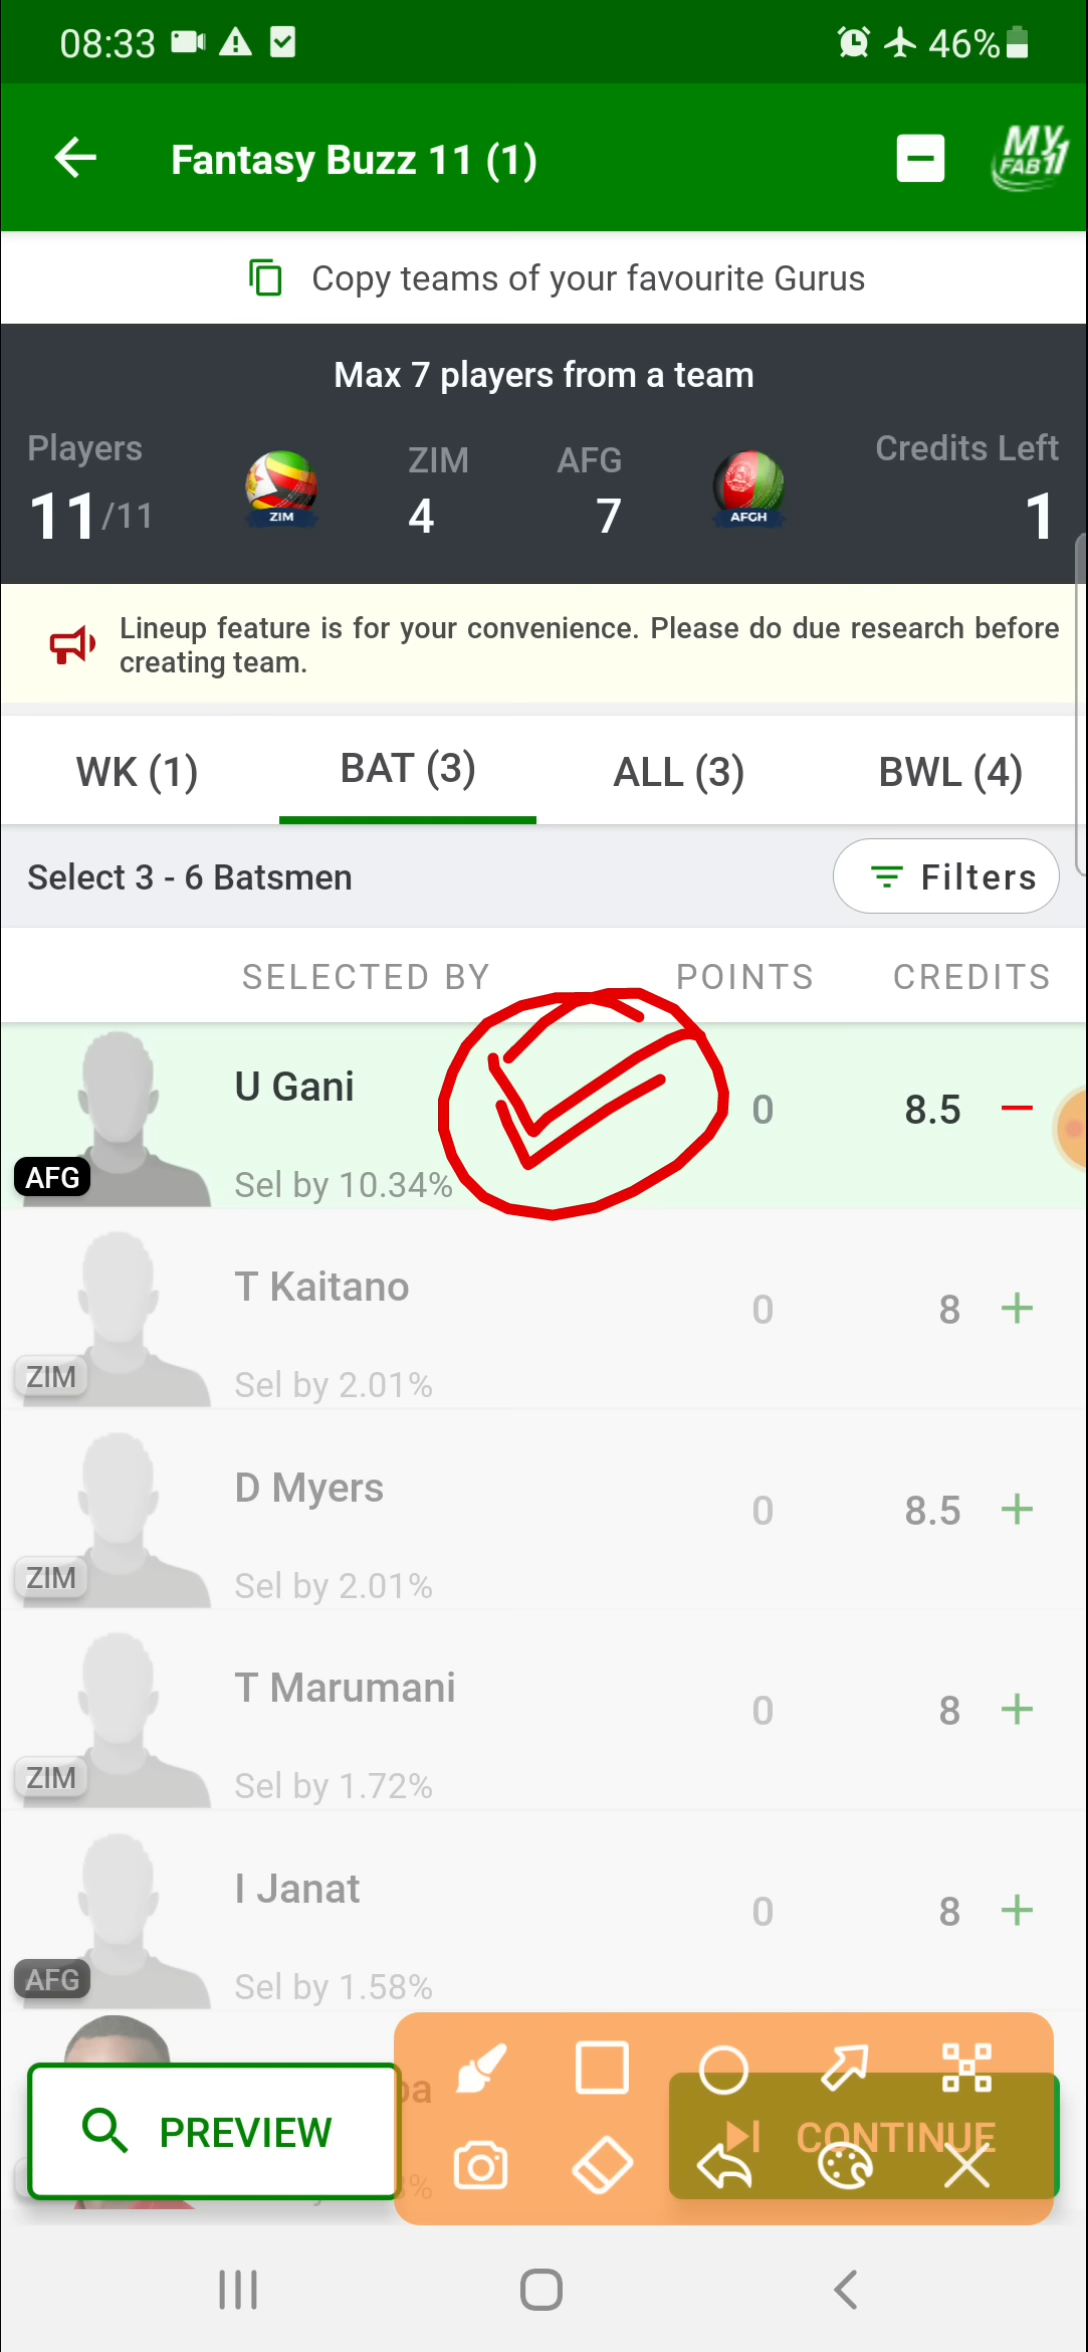 08:33
46%
Fantasy Buzz 11 (1)
MY
FAB11
Copy teams of your favourite Gurus
Max 7 players from a team
Players
ZIM
AFG
Credits Left
11/11
ZIM
4
7
AFGH
1
Lineup feature is for your convenience. Please do due research before
creating team.
WK (1)
BAT (3)
ALL (3)
BWL (4)
Select 3 - 6 Batsmen
Filters
SELECTED BY
POINTS
CREDITS
U Gani
0
8.5
AFG
Sel by 10.34%
T Kaitano
0
8
ZIM
Sel by 2.01%
D Myers
0
8.5
ZIM
Sel by 2.01%
T Marumani
0
8
ZIM
Sel by 1.72%
I Janat
0
8
AFG
Sel by 1.58%
PREVIEW
CONTINUE